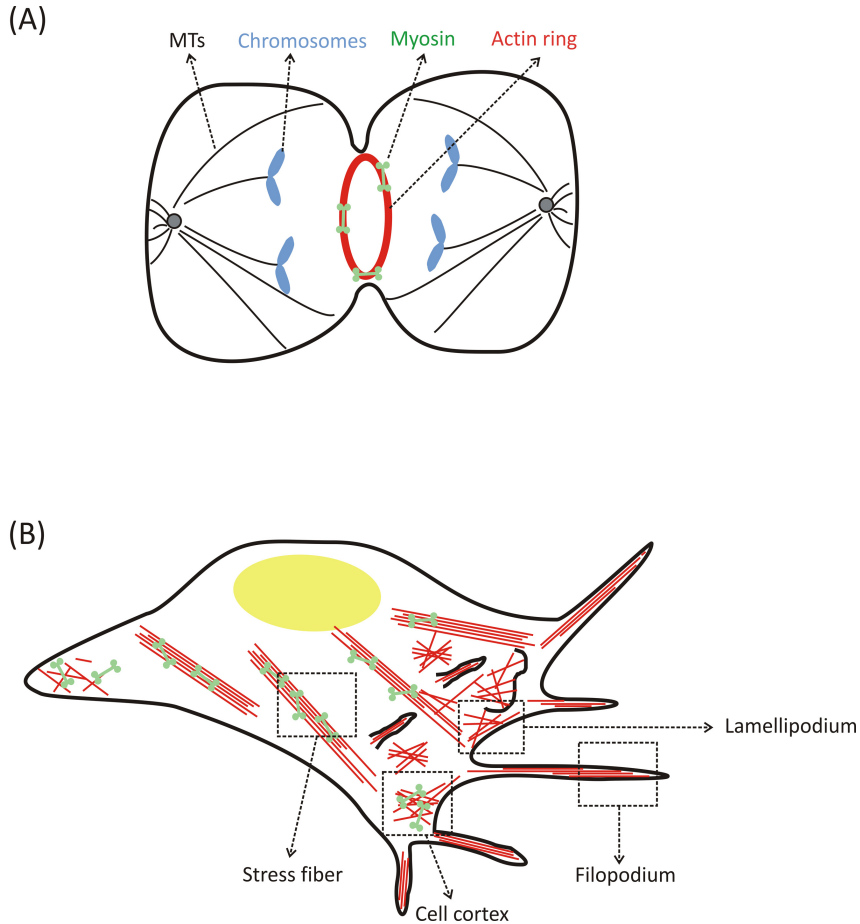 (A)
MTs
Chromosomes
Myosin
Actin ring
(B)
Lamellipodium
Stress fiber
Filopodium
Cell cortex